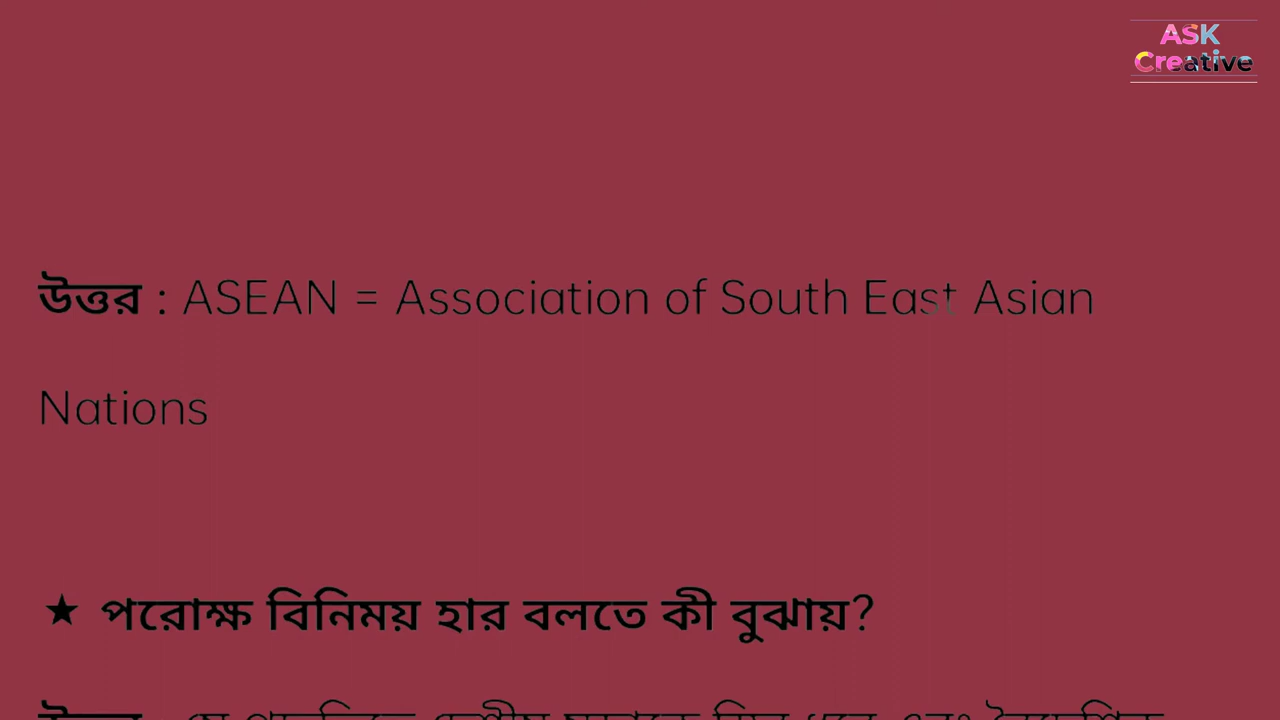 ASK
Creative
উত্তর : ASEAN = Association of South East Asian
Nations
★ পরোক্ষ বিনিময় হার বলতে কী বুঝায়?